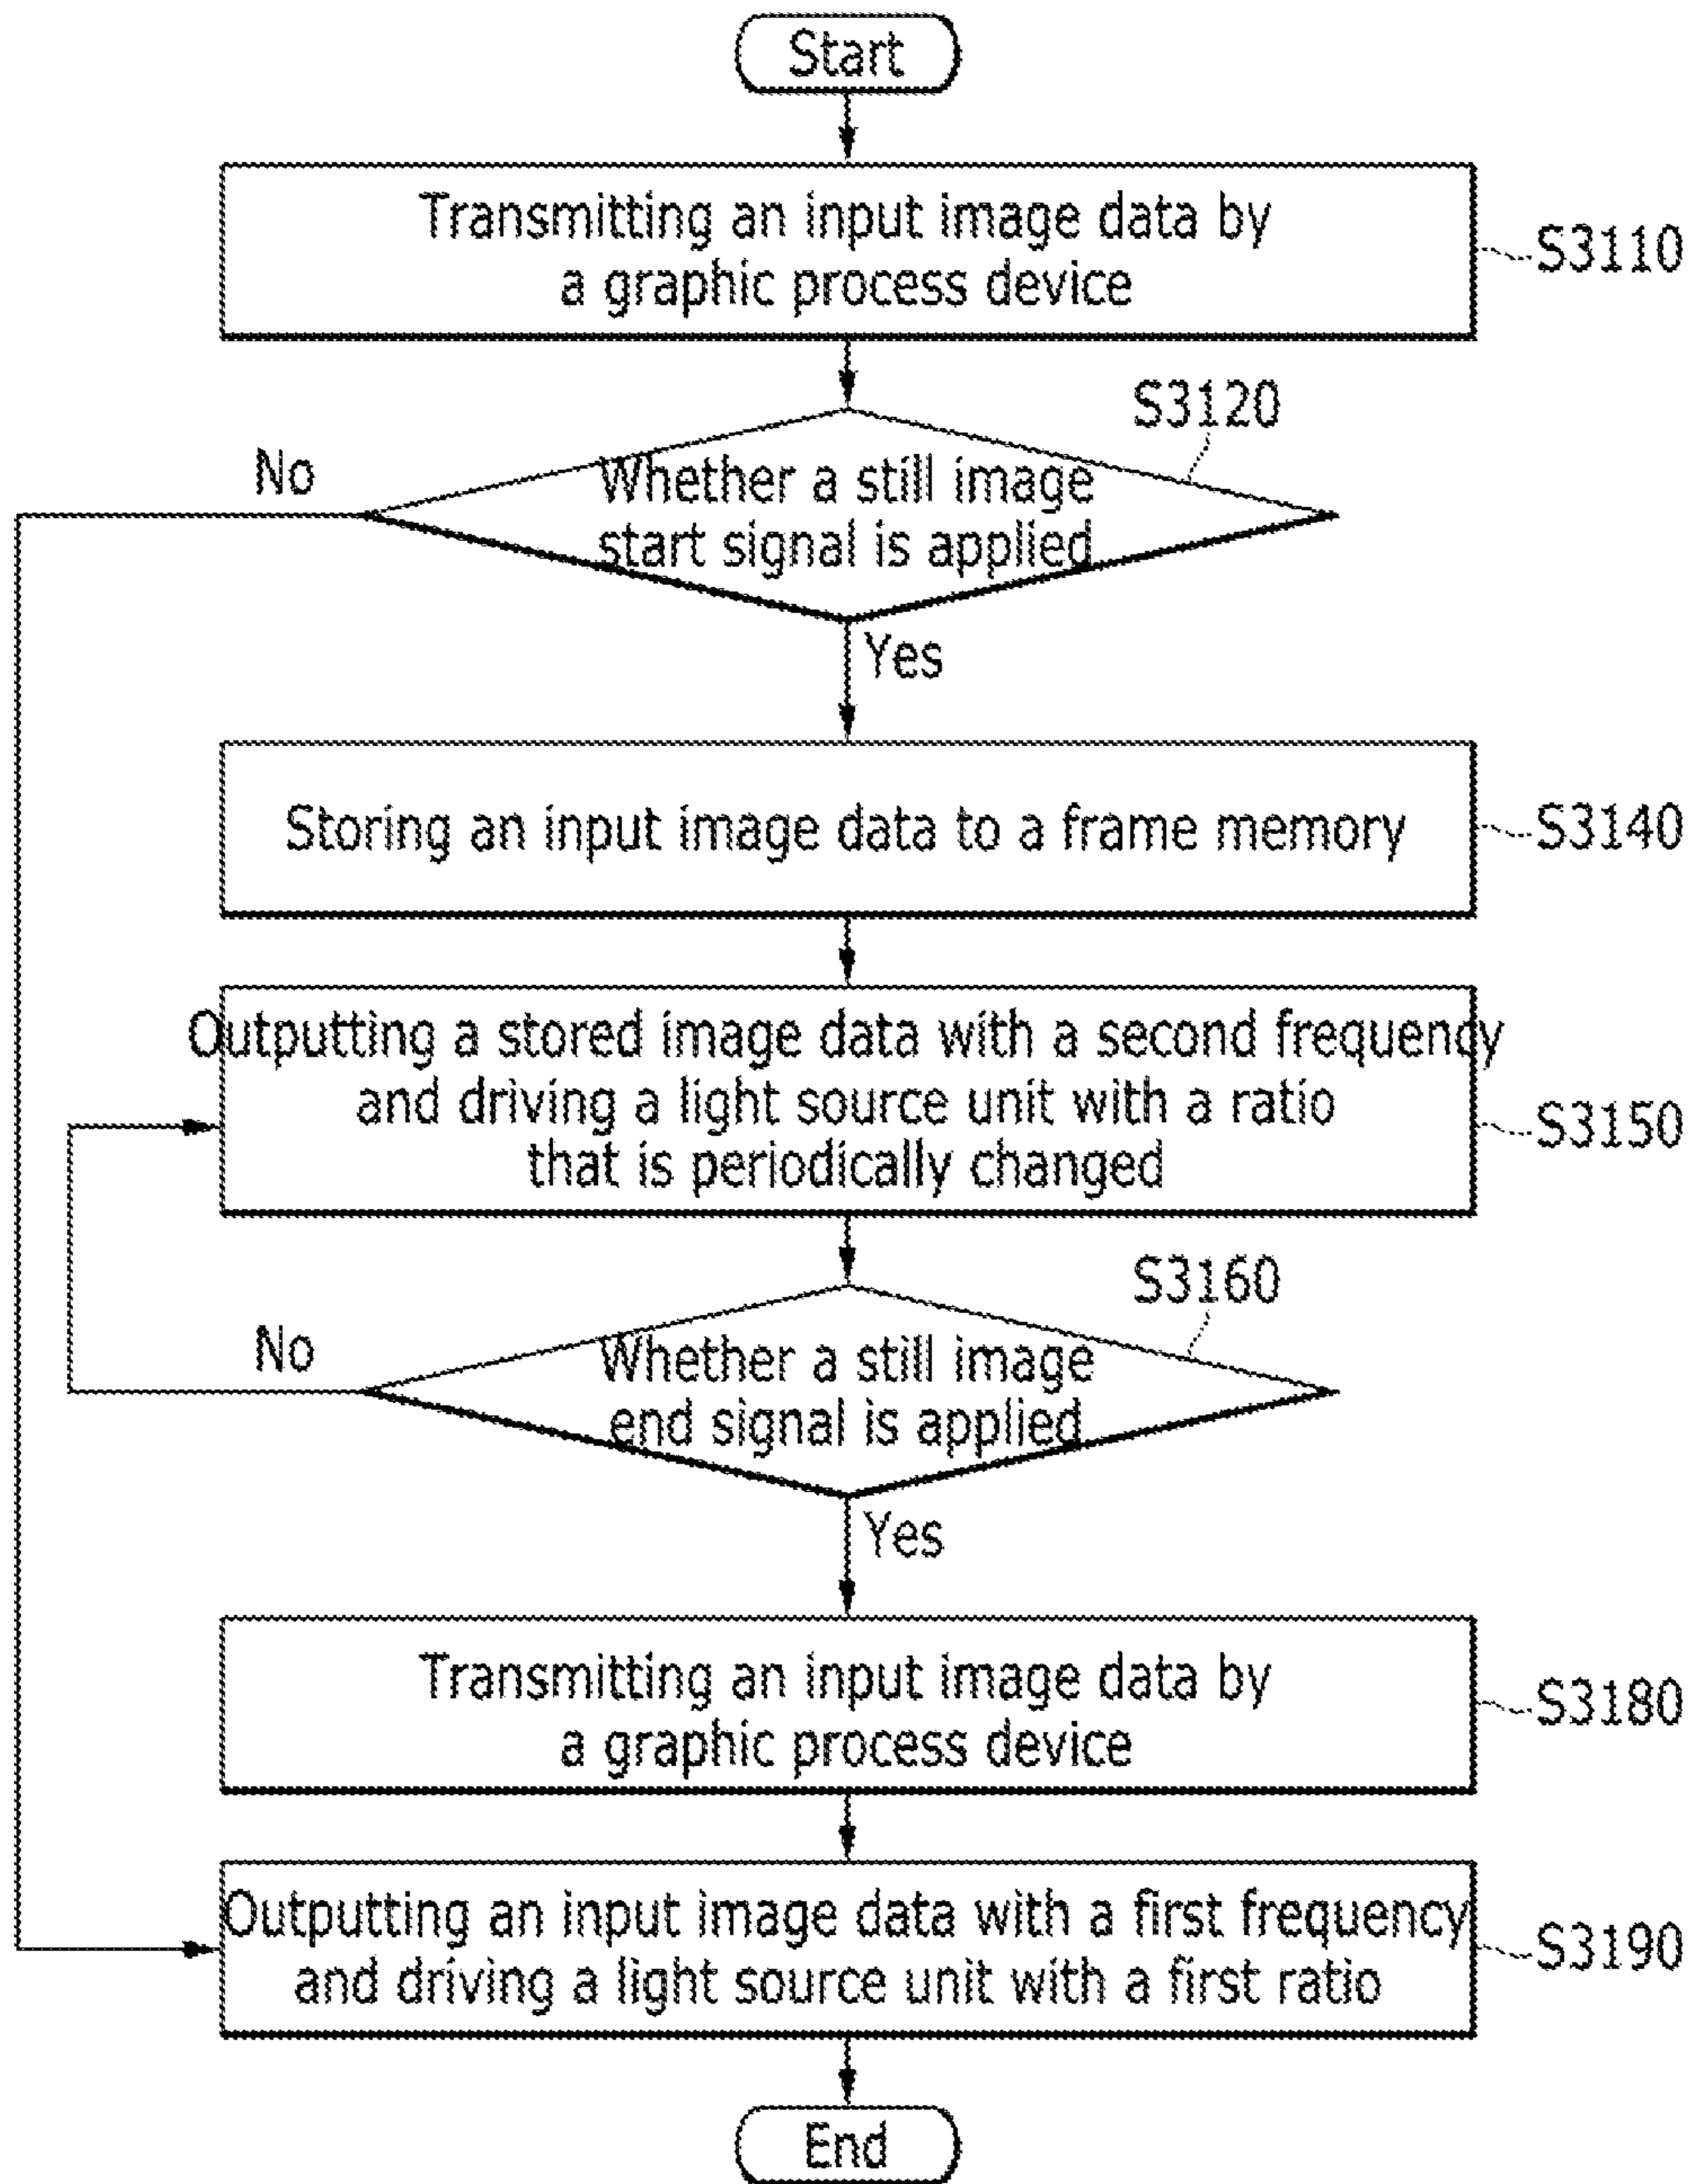 Start
Transmitting an input image data by
a graphic process device
S3110
S3120
No
Whether a still image
start signal is applied
Yes
Storing an input image data to a frame memory
S3140
Outputting a stored image data with a second frequency
and driving a light source unit with a ratio
that is periodically changed
S3150
S3160
No
Whether a still image
end signal is applied
Yes
Transmitting an input image data by
a graphic process device
S3180
Outputting an input image data with a first frequency
and driving a light source unit with a first ratio
S3190
End